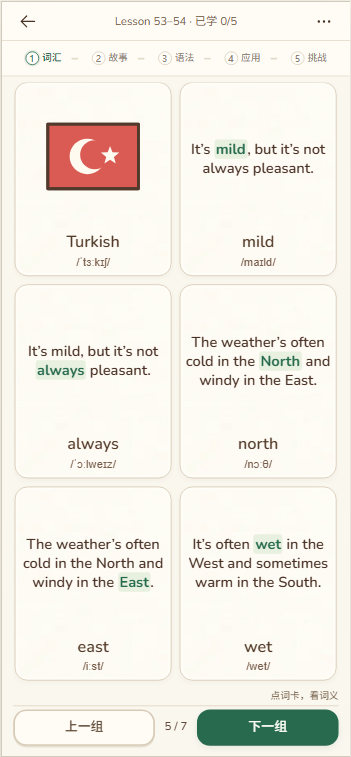 Lesson 53–54 · 已学 0/5
1 词汇 – 2 故事 – 3 语法 – 4 应用 – 5 挑战
Turkish
/ˈtɜːkɪʃ/
It's mild, but it's not
always pleasant.
mild
/maɪld/
It's mild, but it's not
always pleasant.
always
/ˈɔːlweɪz/
The weather's often
cold in the North and
windy in the East.
north
/nɔːθ/
The weather's often
cold in the North and
windy in the East.
east
/iːst/
It's often wet in the
West and sometimes
warm in the South.
wet
/wet/
点词卡，看词义
上一组
5 / 7
下一组